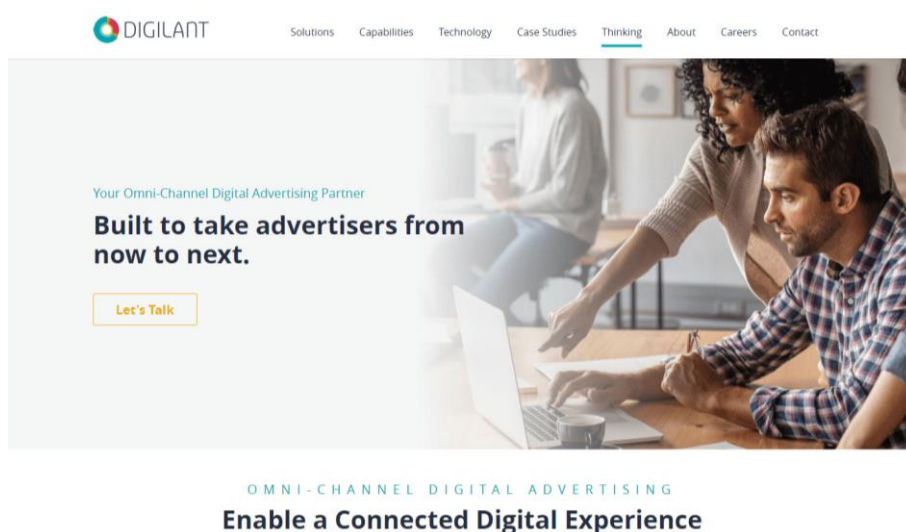 DIGILANT
Solutions Capabilities Technology Case Studies Thinking About Careers Contact
Your Omni-Channel Digital Advertising Partner
Built to take advertisers from
now to next.
Let's Talk
OMNI-CHANNEL DIGITAL ADVERTISING
Enable a Connected Digital Experience